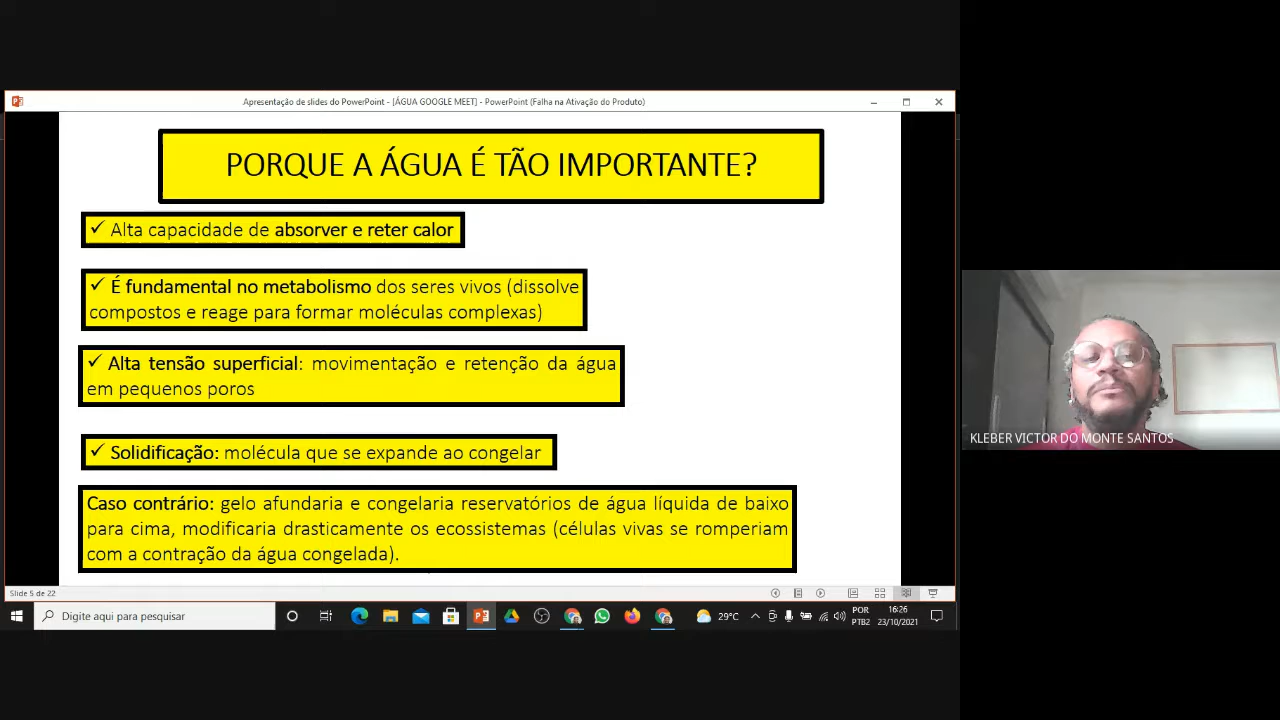 Apresentação de slides do PowerPoint - [ÁGUA GOOGLE MEET] - PowerPoint (Falha na Ativação do Produto)
PORQUE A ÁGUA É TÃO IMPORTANTE?
✓ Alta capacidade de absorver e reter calor
✓ É fundamental no metabolismo dos seres vivos (dissolve
compostos e reage para formar moléculas complexas)
✓ Alta tensão superficial: movimentação e retenção da água
em pequenos poros
✓ Solidificação: molécula que se expande ao congelar
Caso contrário: gelo afundaria e congelaria reservatórios de água líquida de baixo
para cima, modificaria drasticamente os ecossistemas (células vivas se romperiam
com a contração da água congelada).
KLEBER VICTOR DO MONTE SANTOS
Slide 5 de 22
Digite aqui para pesquisar
29°C
POR
PTB2
16:26
23/10/2021